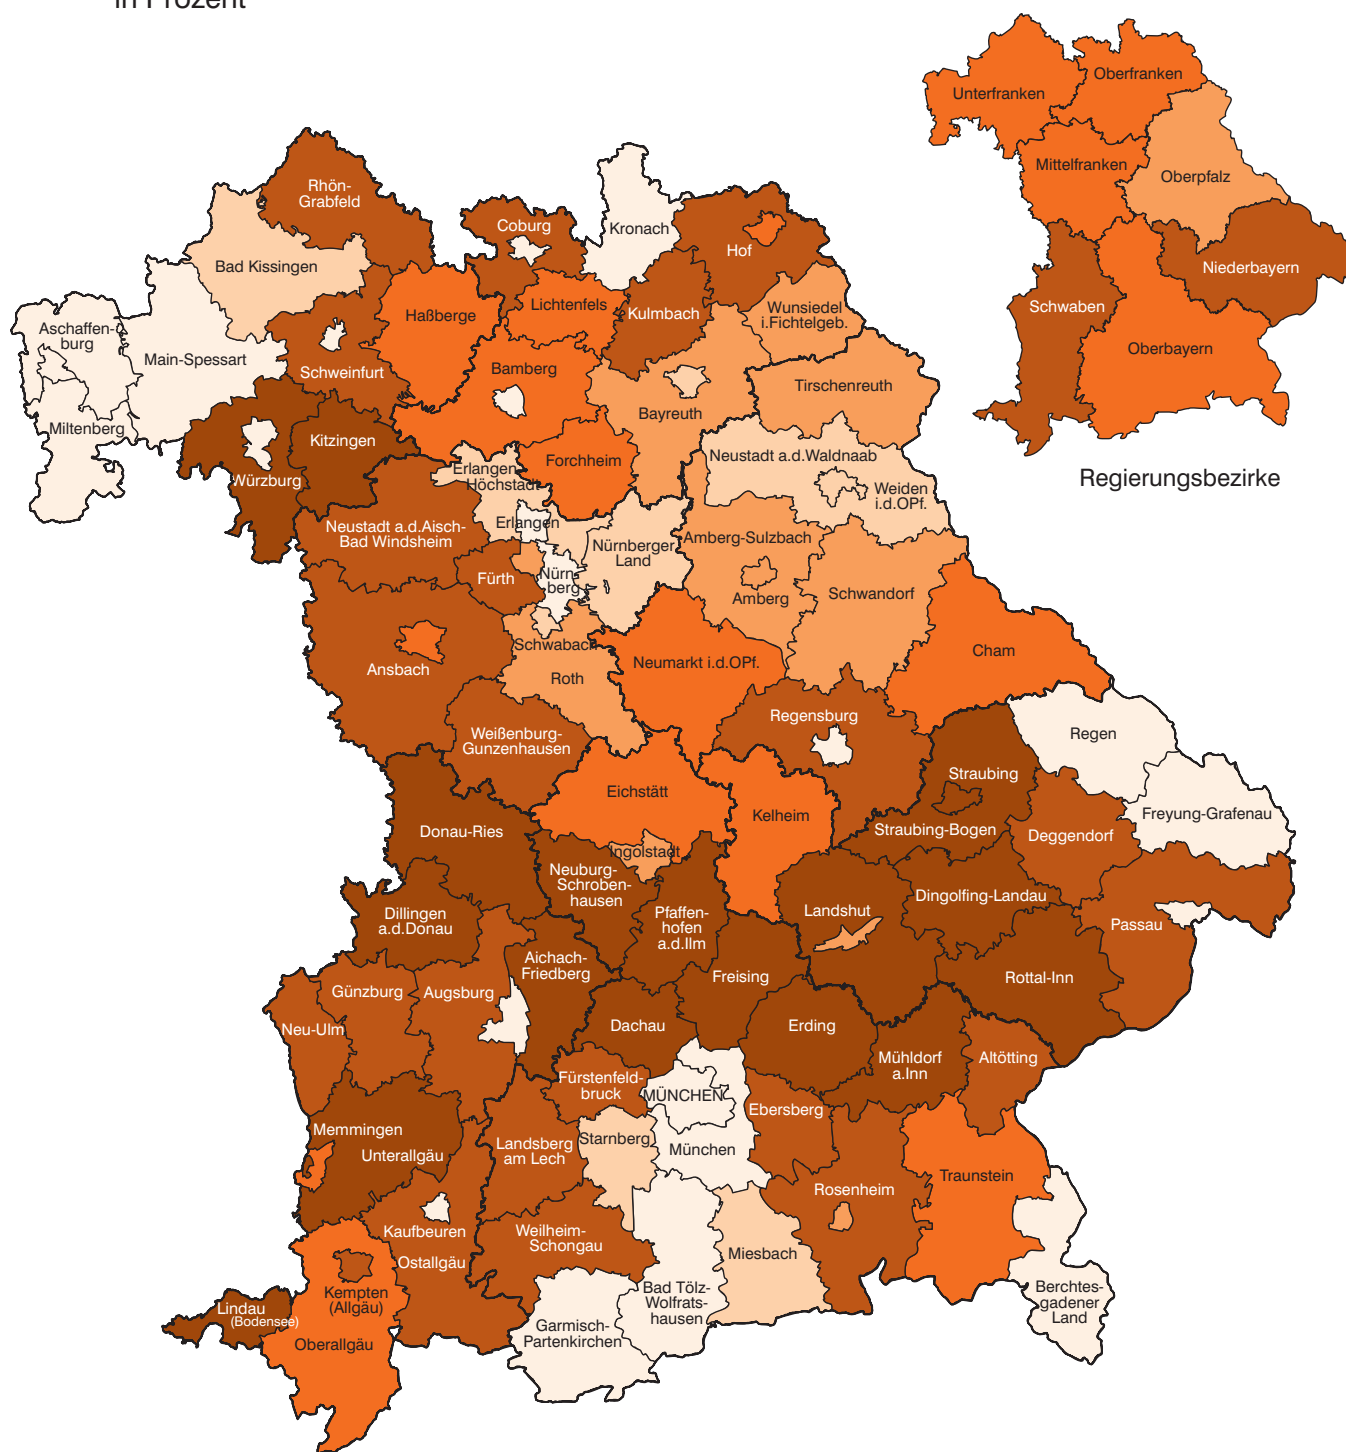 in Prozent
Unterfranken
Oberfranken
Mittelfranken
Oberpfalz
Niederbayern
Schwaben
Oberbayern
Regierungsbezirke
Rhön-
Grabfeld
Coburg
Kronach
Hof
Bad Kissingen
Haßberge
Lichtenfels
Kulmbach
Wunsiedel
i.Fichtelgeb.
Aschaffen-
burg
Main-Spessart
Schweinfurt
Bamberg
Tirschenreuth
Bayreuth
Miltenberg
Kitzingen
Würzburg
Forchheim
Erlangen-
Höchstadt
Neustadt a.d.Waldnaab
Weiden
i.d.OPf.
Neustadt a.d.Aisch-
Bad Windsheim
Erlangen
Fürth
Nürn-
berg
Nürnberger
Land
Amberg-Sulzbach
Amberg
Schwandorf
Ansbach
Schwabach
Roth
Neumarkt i.d.OPf.
Cham
Weißenburg-
Gunzenhausen
Regensburg
Regen
Straubing
Freyung-Grafenau
Eichstätt
Kelheim
Straubing-Bogen
Deggendorf
Donau-Ries
Ingolstadt
Neuburg-
Schroben-
hausen
Dingolfing-Landau
Dillingen
a.d.Donau
Pfaffen-
hofen
a.d.Ilm
Landshut
Passau
Aichach-
Friedberg
Freising
Rottal-Inn
Günzburg
Augsburg
Neu-Ulm
Dachau
Erding
Mühldorf
a.Inn
Altötting
Fürstenfeld-
bruck
MÜNCHEN
Ebersberg
Memmingen
Unterallgäu
Landsberg
am Lech
Starnberg
München
Traunstein
Rosenheim
Kaufbeuren
Ostallgäu
Weilheim-
Schongau
Miesbach
Bad Tölz-
Wolfrats-
hausen
Berchtes-
gadener
Land
Kempten
(Allgäu)
Lindau
(Bodensee)
Oberallgäu
Garmisch-
Partenkirchen